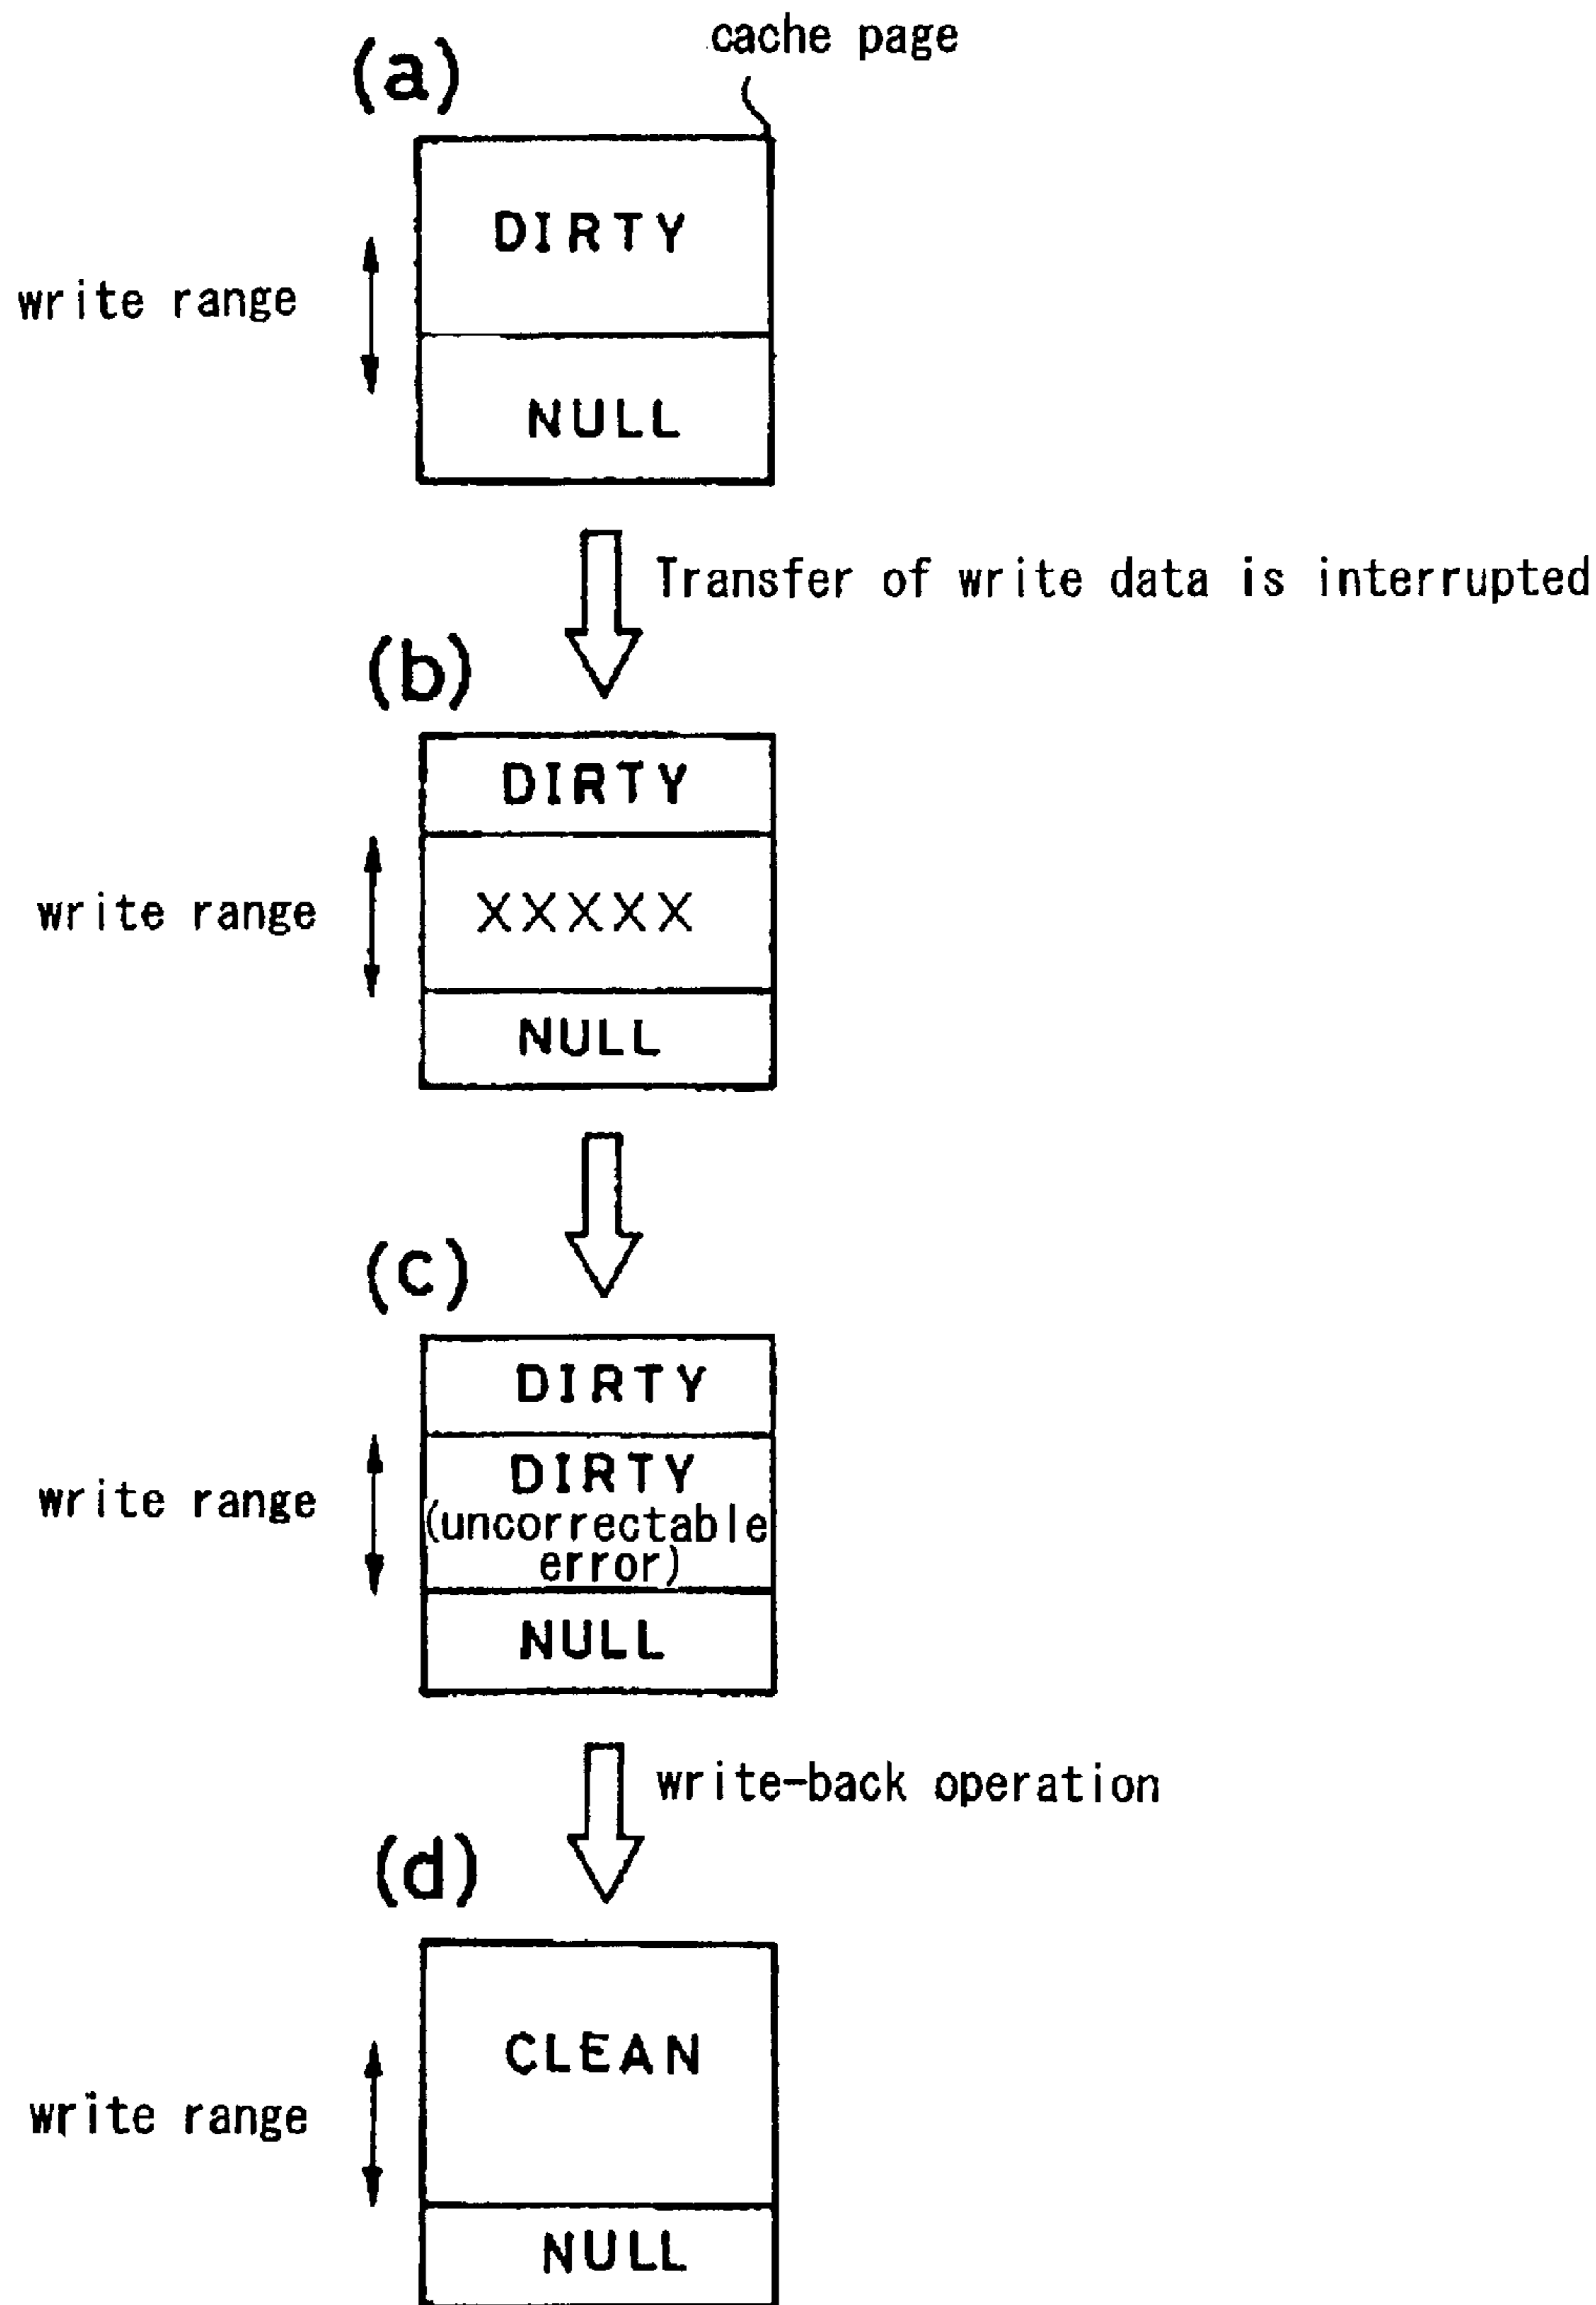 cache page
(a)
DIRTY
write range
NULL
Transfer of write data is interrupted
(b)
DIRTY
write range
XXXXX
NULL
(c)
DIRTY
write range
DIRTY
(uncorrectable
error)
NULL
write-back operation
(d)
CLEAN
write range
NULL